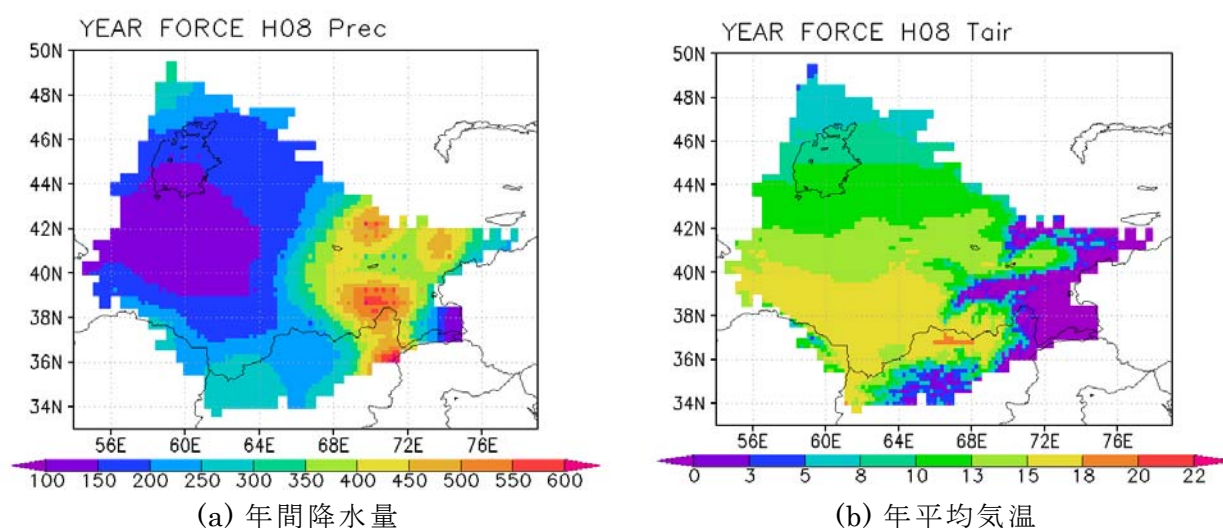 YEAR FORCE H08 Prec
50N
48N
46N
44N
42N
40N
38N
36N
34N
56E 60E 64E 68E 72E 76E
100 150 200 250 300 350 400 450 500 550 600
(a) 年間降水量
YEAR FORCE H08 Tair
50N
48N
46N
44N
42N
40N
38N
36N
34N
56E 60E 64E 68E 72E 76E
0 3 5 8 10 13 15 18 20 22
(b) 年平均気温